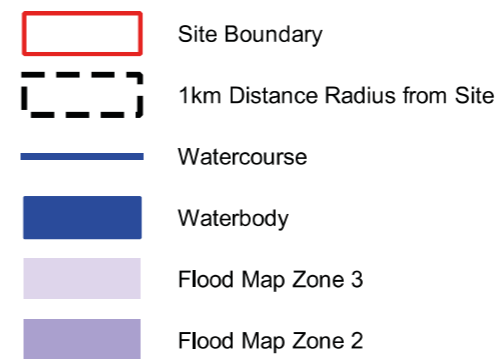 Site Boundary
1km Distance Radius from Site
Watercourse
Waterbody
Flood Map Zone 3
Flood Map Zone 2